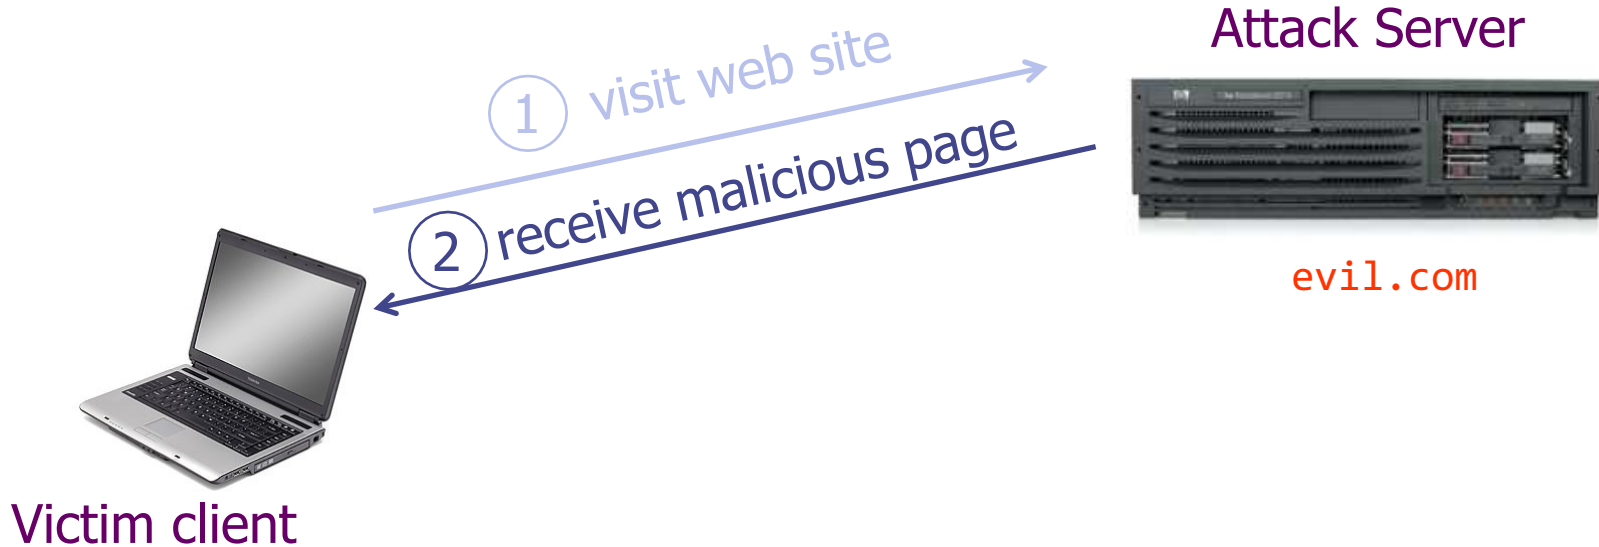 Attack Server
1 visit web site
2 receive malicious page
evil.com
Victim client